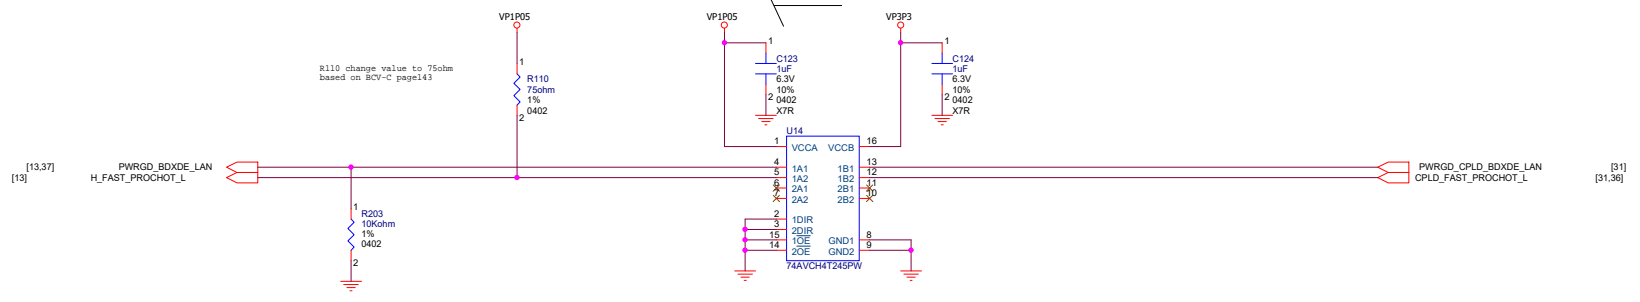 VP1P05
VP1P05
VP3P3
R110 change value to 75ohm
based on BCV-C page143
1
R110
75ohm
1%
0402
2
1
C123
1uF
6.3V
10%
2
0402
X7R
1
C124
1uF
6.3V
10%
2
0402
X7R
U14
1
VCCA
VCCB
16
[13,37]
PWRGD_BDXDE_LAN
4
1A1
1B1
13
PWRGD_CPLD_BDXDE_LAN
[31]
[13]
H_FAST_PROCHOT_L
5
1A2
1B2
12
CPLD_FAST_PROCHOT_L
[31,36]
6
2A1
2B1
11
7
2A2
2B2
10
1
R203
10Kohm
1%
0402
2
2
1DIR
3
2DIR
15
1OE
GND1
8
14
2OE
GND2
9
74AVCH4T245PW